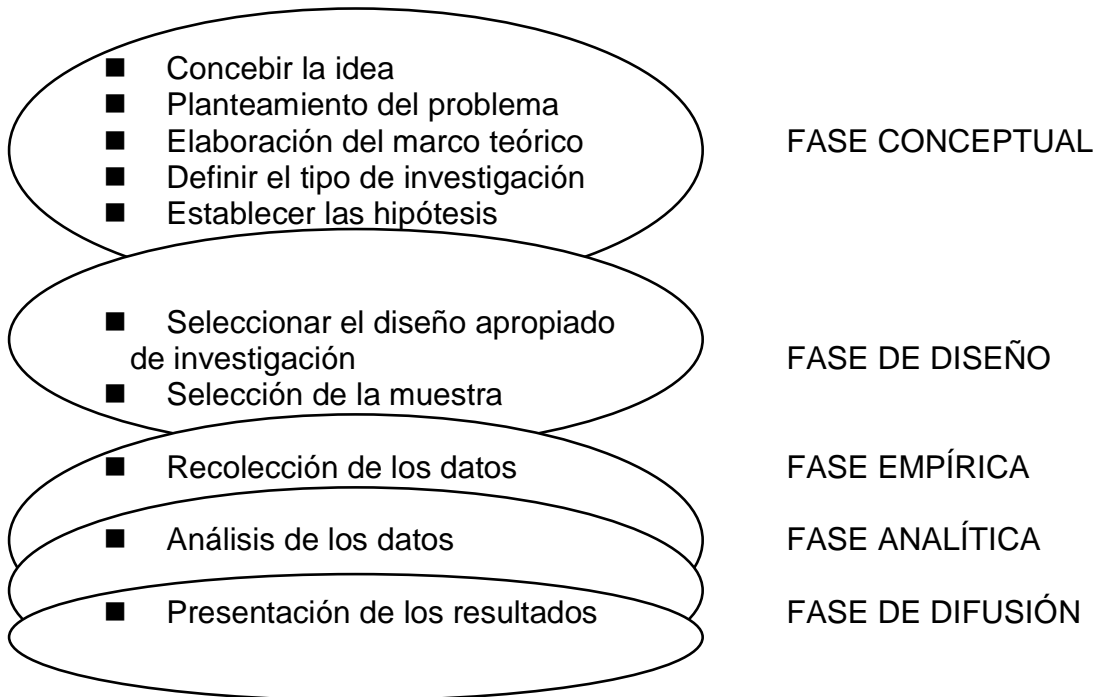 ■ Concebir la idea
■ Planteamiento del problema
■ Elaboración del marco teórico FASE CONCEPTUAL
■ Definir el tipo de investigación
■ Establecer las hipótesis
■ Seleccionar el diseño apropiado
de investigación FASE DE DISEÑO
■ Selección de la muestra
■ Recolección de los datos FASE EMPÍRICA
■ Análisis de los datos FASE ANALÍTICA
■ Presentación de los resultados FASE DE DIFUSIÓN